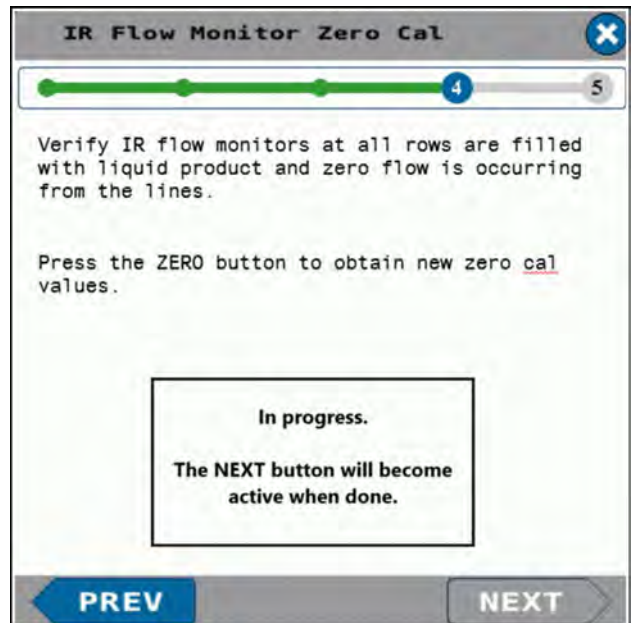 IR Flow Monitor Zero Cal
4
5
Verify IR flow monitors at all rows are filled
with liquid product and zero flow is occurring
from the lines.
Press the ZERO button to obtain new zero cal
values.
In progress.
The NEXT button will become
active when done.
PREV
NEXT